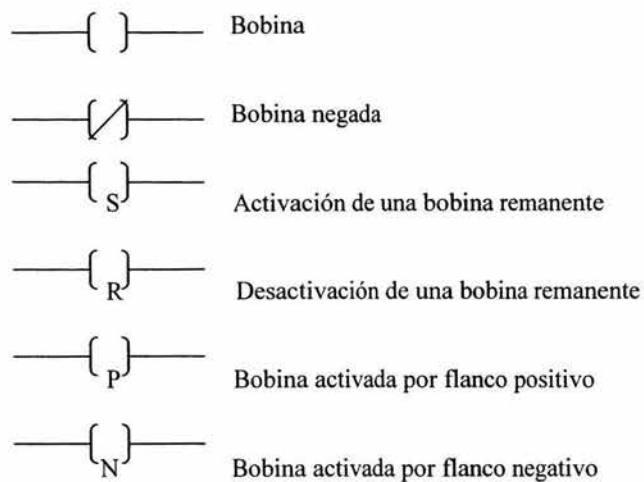 Bobina
Bobina negada
S Activación de una bobina remanente
R Desactivación de una bobina remanente
P Bobina activada por flanco positivo
N Bobina activada por flanco negativo